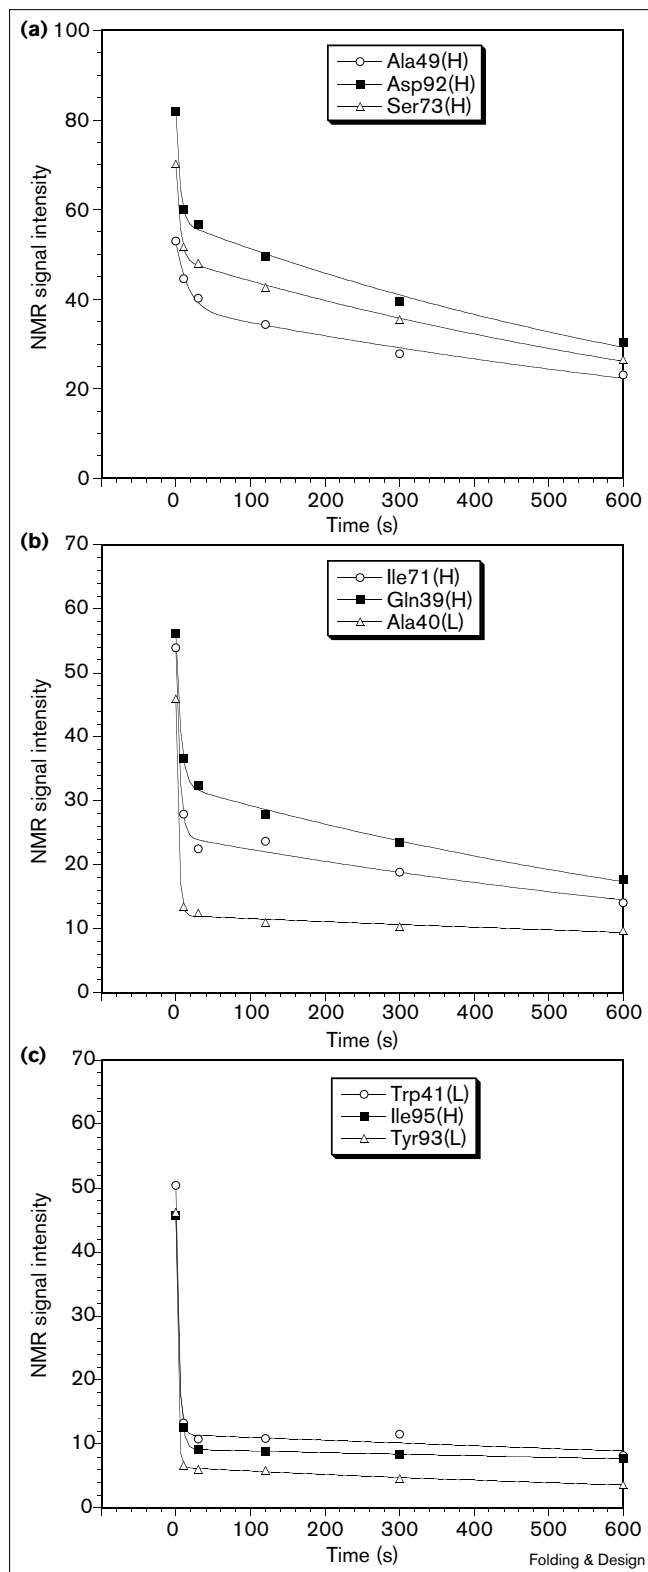 (a)
100
80
60
40
20
0
NMR signal intensity
Ala49(H)
Asp92(H)
Ser73(H)
0 100 200 300 400 500 600
Time (s)
(b)
70
60
50
40
30
20
10
0
NMR signal intensity
Ile71(H)
Gln39(H)
Ala40(L)
0 100 200 300 400 500 600
Time (s)
(c)
70
60
50
40
30
20
10
0
NMR signal intensity
Trp41(L)
Ile95(H)
Tyr93(L)
0 100 200 300 400 500 600
Time (s)
Folding & Design